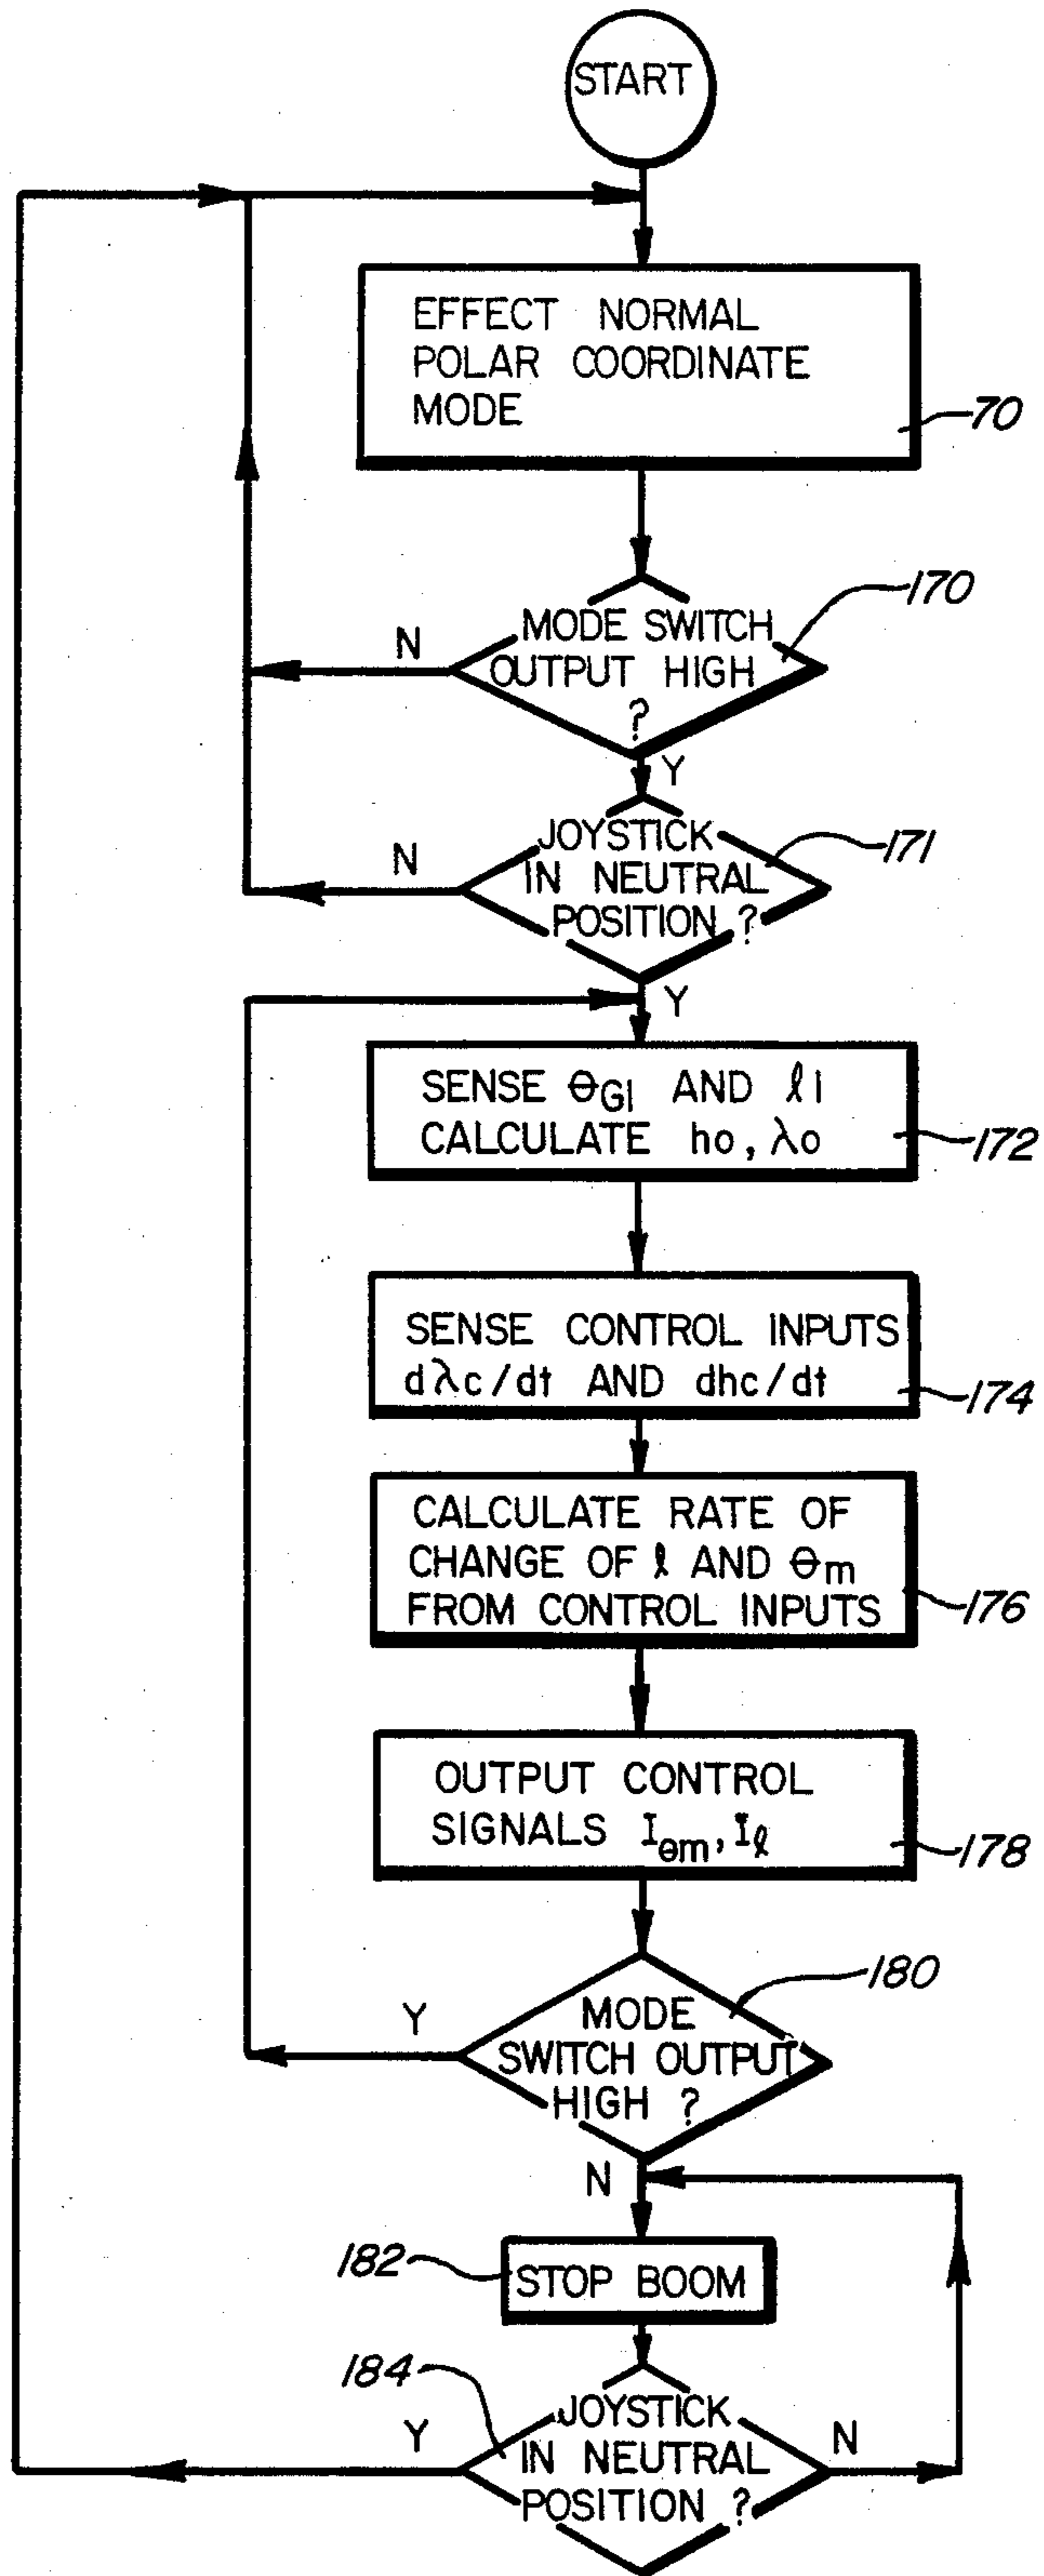 START
EFFECT NORMAL
POLAR COORDINATE
MODE
70
170
MODE SWITCH
OUTPUT HIGH
?
N
Y
JOYSTICK
IN NEUTRAL
POSITION ?
171
N
Y
SENSE θGI AND ℓI
CALCULATE ho, λo
172
SENSE CONTROL INPUTS
dλc/dt AND dhc/dt
174
CALCULATE RATE OF
CHANGE OF ℓ AND θm
FROM CONTROL INPUTS
176
OUTPUT CONTROL
SIGNALS Iθm, Iℓ
178
180
MODE
SWITCH OUTPUT
HIGH ?
Y
N
182
STOP BOOM
184
JOYSTICK
IN NEUTRAL
POSITION ?
Y
N